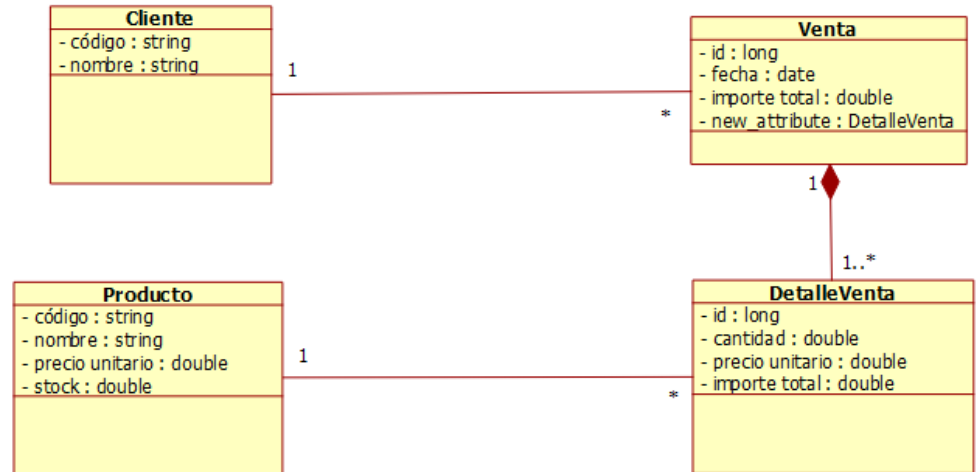 Cliente
- código : string
- nombre : string
1
*
Venta
- id : long
- fecha : date
- importe total : double
- new_attribute : DetalleVenta
1
1..*
Producto
- código : string
- nombre : string
- precio unitario : double
- stock : double
1
*
DetalleVenta
- id : long
- cantidad : double
- precio unitario : double
- importe total : double